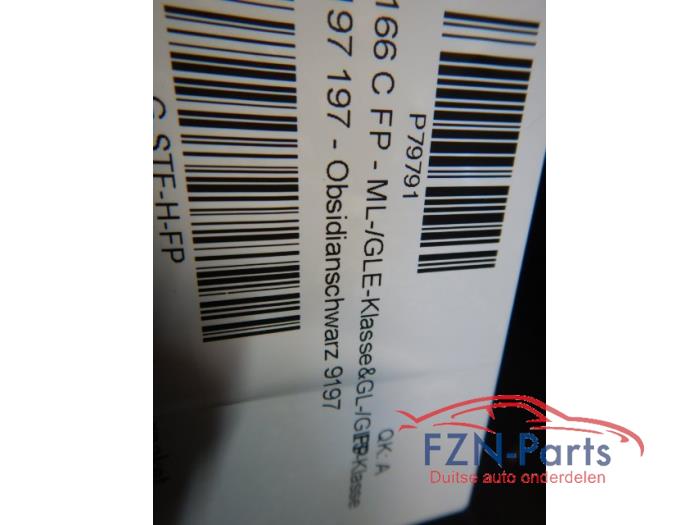 P79791
QK: A
166 C FP - ML-/GLE-Klasse&GL-/GLS-Klasse
97 197 - Obsidianschwarz 9197
C STF-H-FP
FZN-Parts
Duitse auto onderdelen